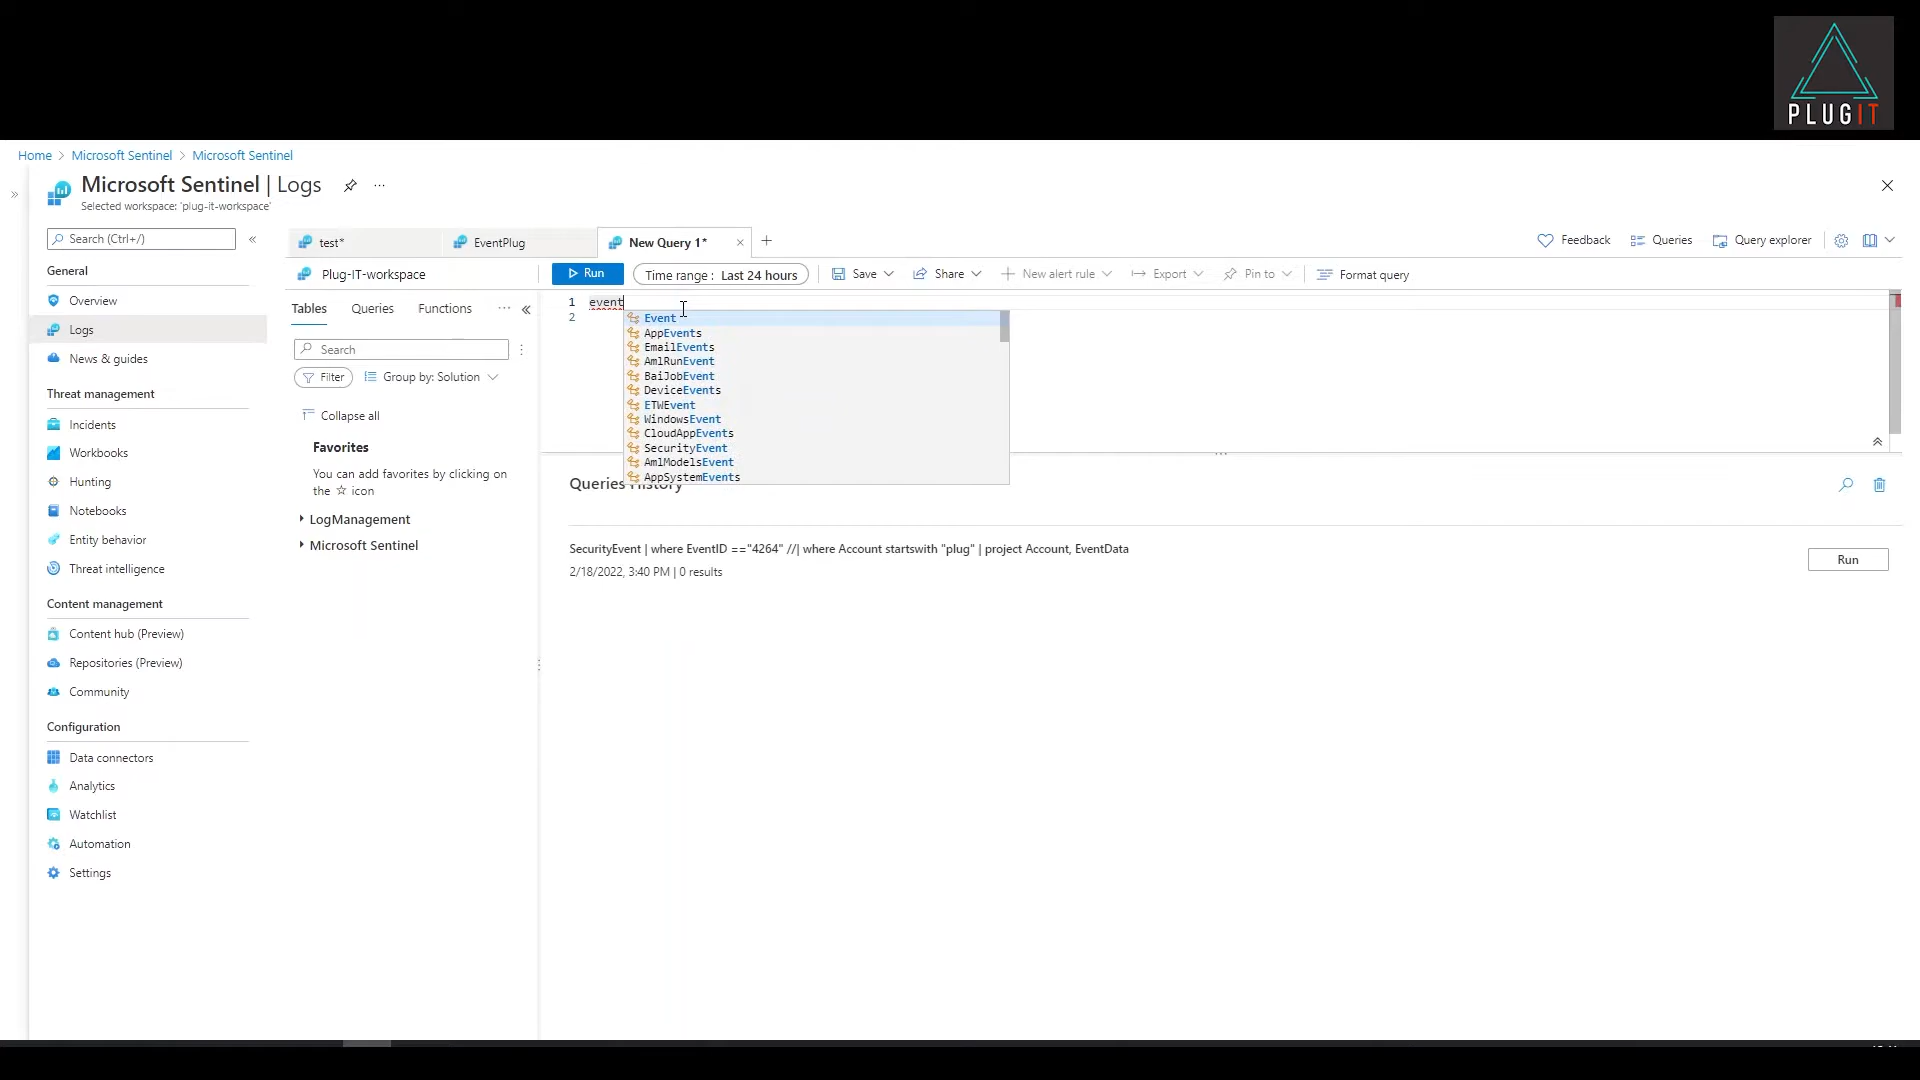 PLUGIT
Home > Microsoft Sentinel > Microsoft Sentinel
Microsoft Sentinel | Logs
Selected workspace: 'plug-it-workspace'
Search (Ctrl+/)
General
Overview
Logs
News & guides
Threat management
Incidents
Workbooks
Hunting
Notebooks
Entity behavior
Threat intelligence
Content management
Content hub (Preview)
Repositories (Preview)
Community
Configuration
Data connectors
Analytics
Watchlist
Automation
Settings
test*
EventPlug
New Query 1*
Feedback
Queries
Query explorer
Plug-IT-workspace
Run
Time range : Last 24 hours
Save
Share
New alert rule
Export
Pin to
Format query
Tables
Queries
Functions
Search
Filter
Group by: Solution
Collapse all
Favorites
You can add favorites by clicking on
the ☆ icon
LogManagement
Microsoft Sentinel
1 event
2
Event
AppEvents
EmailEvents
AmlRunEvent
BaiJobEvent
DeviceEvents
ETWEvent
WindowsEvent
CloudAppEvents
SecurityEvent
AmlModelsEvent
AppSystemEvents
Queries History
SecurityEvent | where EventID =="4264" //| where Account startswith "plug" | project Account, EventData
2/18/2022, 3:40 PM | 0 results
Run